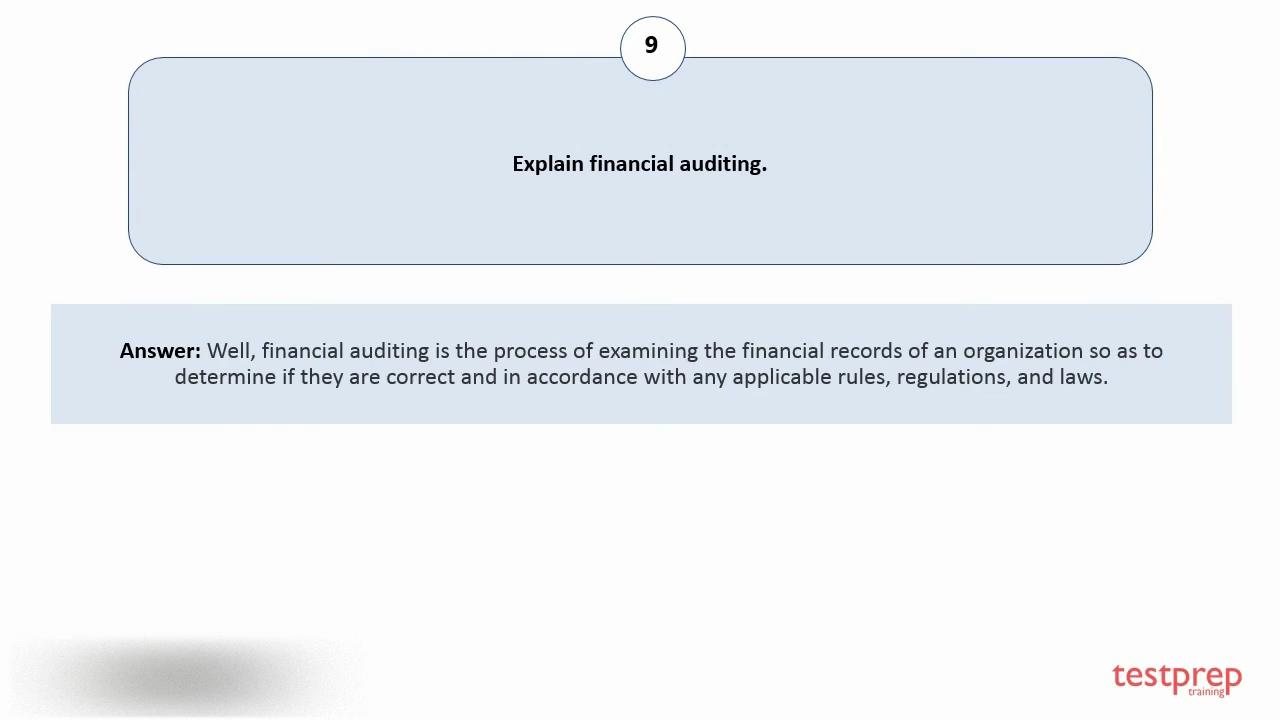 9
Explain financial auditing.
Answer: Well, financial auditing is the process of examining the financial records of an organization so as to
determine if they are correct and in accordance with any applicable rules, regulations, and laws.
testprep
training